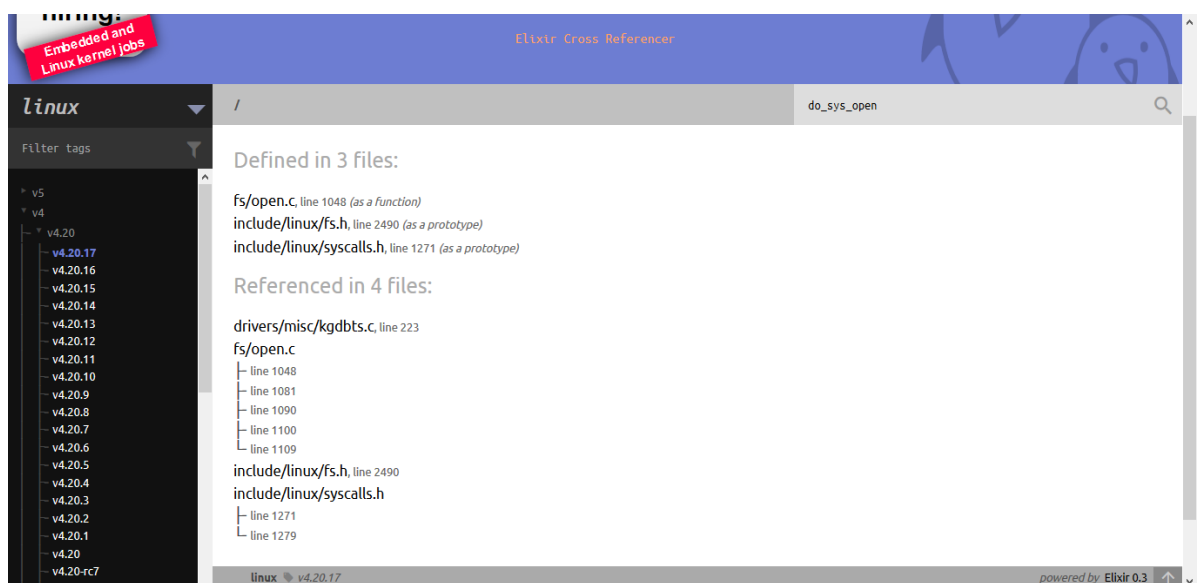 hiring!
Embedded and
Linux kernel jobs
Elixir Cross Referencer
linux
/
do_sys_open
Filter tags
v5
v4
v4.20
v4.20.17
v4.20.16
v4.20.15
v4.20.14
v4.20.13
v4.20.12
v4.20.11
v4.20.10
v4.20.9
v4.20.8
v4.20.7
v4.20.6
v4.20.5
v4.20.4
v4.20.3
v4.20.2
v4.20.1
v4.20
v4.20-rc7
Defined in 3 files:
fs/open.c, line 1048 (as a function)
include/linux/fs.h, line 2490 (as a prototype)
include/linux/syscalls.h, line 1271 (as a prototype)
Referenced in 4 files:
drivers/misc/kgdbts.c, line 223
fs/open.c
line 1048
line 1081
line 1090
line 1100
line 1109
include/linux/fs.h, line 2490
include/linux/syscalls.h
line 1271
line 1279
linux v4.20.17
powered by Elixir 0.3